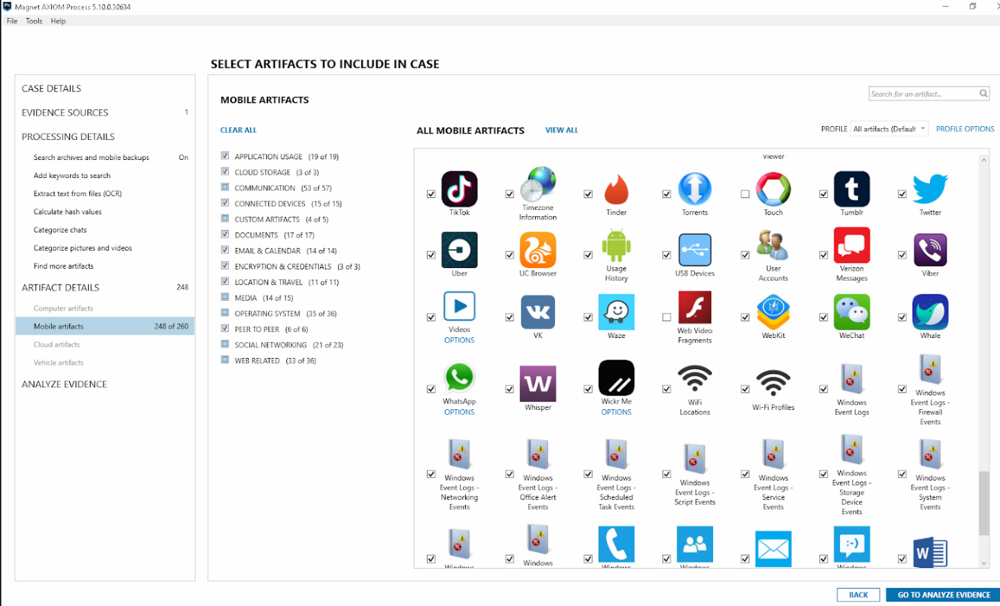 Magnet AXIOM Process 5.10.0.30634
File Tools Help
SELECT ARTIFACTS TO INCLUDE IN CASE
CASE DETAILS
EVIDENCE SOURCES 1
PROCESSING DETAILS
Search archives and mobile backups On
Add keywords to search
Extract text from files (OCR)
Calculate hash values
Categorize chats
Categorize pictures and videos
Find more artifacts
ARTIFACT DETAILS 248
Computer artifacts
Mobile artifacts 248 of 260
Cloud artifacts
Vehicle artifacts
ANALYZE EVIDENCE
MOBILE ARTIFACTS
Search for an artifact...
CLEAR ALL
APPLICATION USAGE (19 of 19)
CLOUD STORAGE (3 of 3)
COMMUNICATION (53 of 57)
CONNECTED DEVICES (15 of 15)
CUSTOM ARTIFACTS (4 of 5)
DOCUMENTS (17 of 17)
EMAIL & CALENDAR (14 of 14)
ENCRYPTION & CREDENTIALS (3 of 3)
LOCATION & TRAVEL (11 of 11)
MEDIA (14 of 15)
OPERATING SYSTEM (35 of 36)
PEER TO PEER (6 of 6)
SOCIAL NETWORKING (21 of 23)
WEB RELATED (33 of 36)
ALL MOBILE ARTIFACTS VIEW ALL
PROFILE All artifacts (Default PROFILE OPTIONS
Viewer
TikTok
Timezone
Information
Tinder
Torrents
Touch
t
Tumblr
Twitter
Uber
UC Browser
Usage
History
USB Devices
User
Accounts
Verizon
Messages
Viber
Videos
OPTIONS
VK
Waze
Web Video
Fragments
WebKit
WeChat
Whale
WhatsApp
OPTIONS
W
Whisper
Wickr Me
OPTIONS
WiFi
Locations
Wi-Fi Profiles
Windows
Event Logs
Windows
Event Logs -
Firewall
Events
Windows
Event Logs -
Networking
Events
Windows
Event Logs -
Office Alert
Events
Windows
Event Logs -
Scheduled
Task Events
Windows
Event Logs -
Script Events
Windows
Event Logs -
Service
Events
Windows
Event Logs -
Storage
Device
Events
Windows
Event Logs -
System
Events
Windows
Windows
Windows
Windows
Windows
:-)
W
BACK
GO TO ANALYZE EVIDENCE